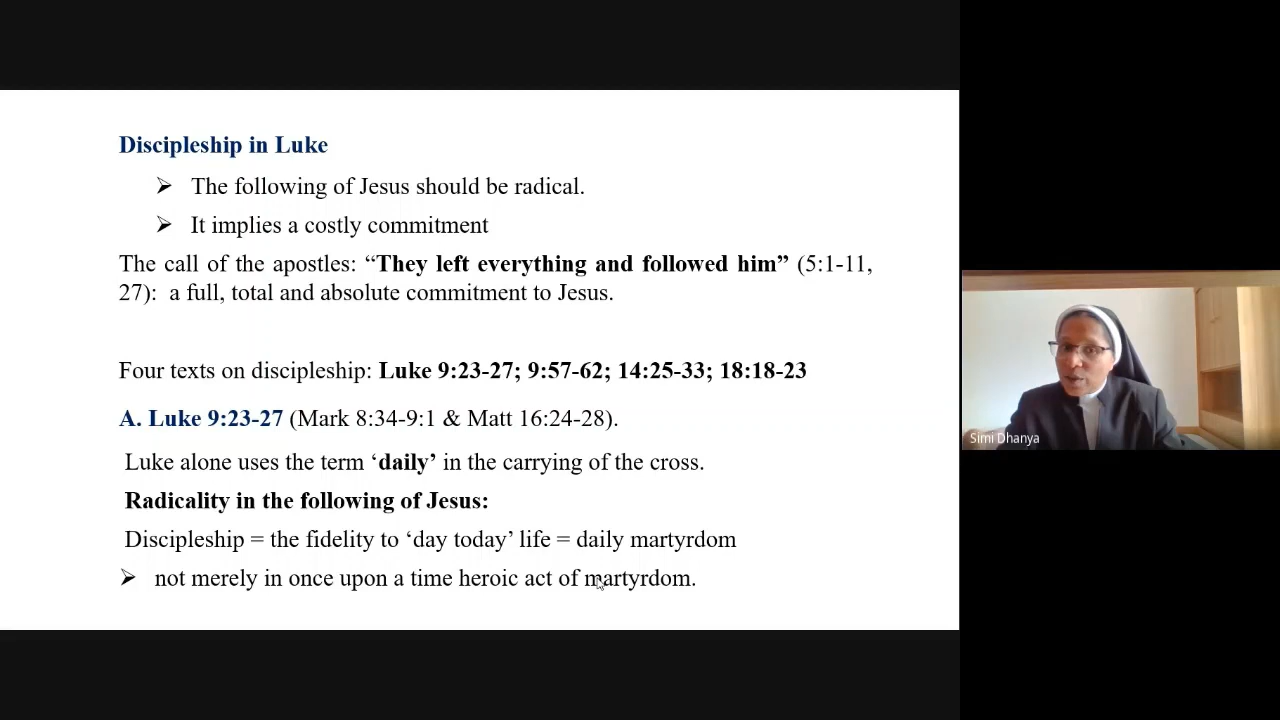 Discipleship in Luke
➢ The following of Jesus should be radical.
➢ It implies a costly commitment
The call of the apostles: “They left everything and followed him” (5:1-11,
27):  a full, total and absolute commitment to Jesus.
Four texts on discipleship: Luke 9:23-27; 9:57-62; 14:25-33; 18:18-23
A. Luke 9:23-27 (Mark 8:34-9:1 & Matt 16:24-28).
Luke alone uses the term ‘daily’ in the carrying of the cross.
Radicality in the following of Jesus:
Discipleship = the fidelity to ‘day today’ life = daily martyrdom
➢ not merely in once upon a time heroic act of martyrdom.
Simi Dhanya